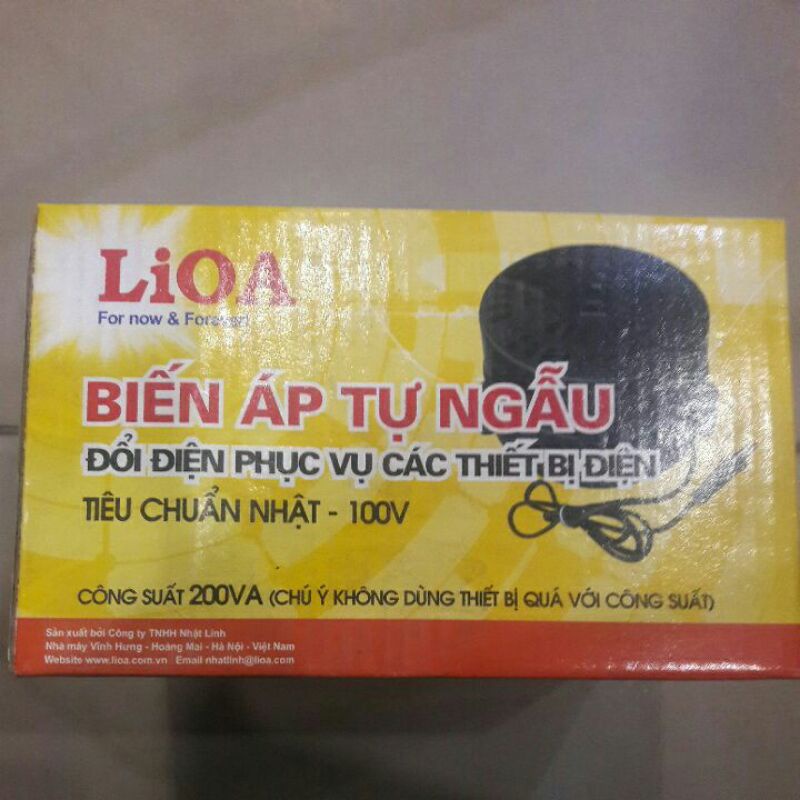 LiOA
For now & Forever!
BIẾN ÁP TỰ NGẪU
ĐỔI ĐIỆN PHỤC VỤ CÁC THIẾT BỊ ĐIỆN
TIÊU CHUẨN NHẬT - 100V
CÔNG SUẤT 200VA (CHÚ Ý KHÔNG DÙNG THIẾT BỊ QUÁ VỚI CÔNG SUẤT)
Sản xuất bởi Công ty TNHH Nhật Linh
Nhà máy Vĩnh Hưng - Hoàng Mai - Hà Nội - Việt Nam
Website www.lioa.com.vn Email nhatlinh@lioa.com